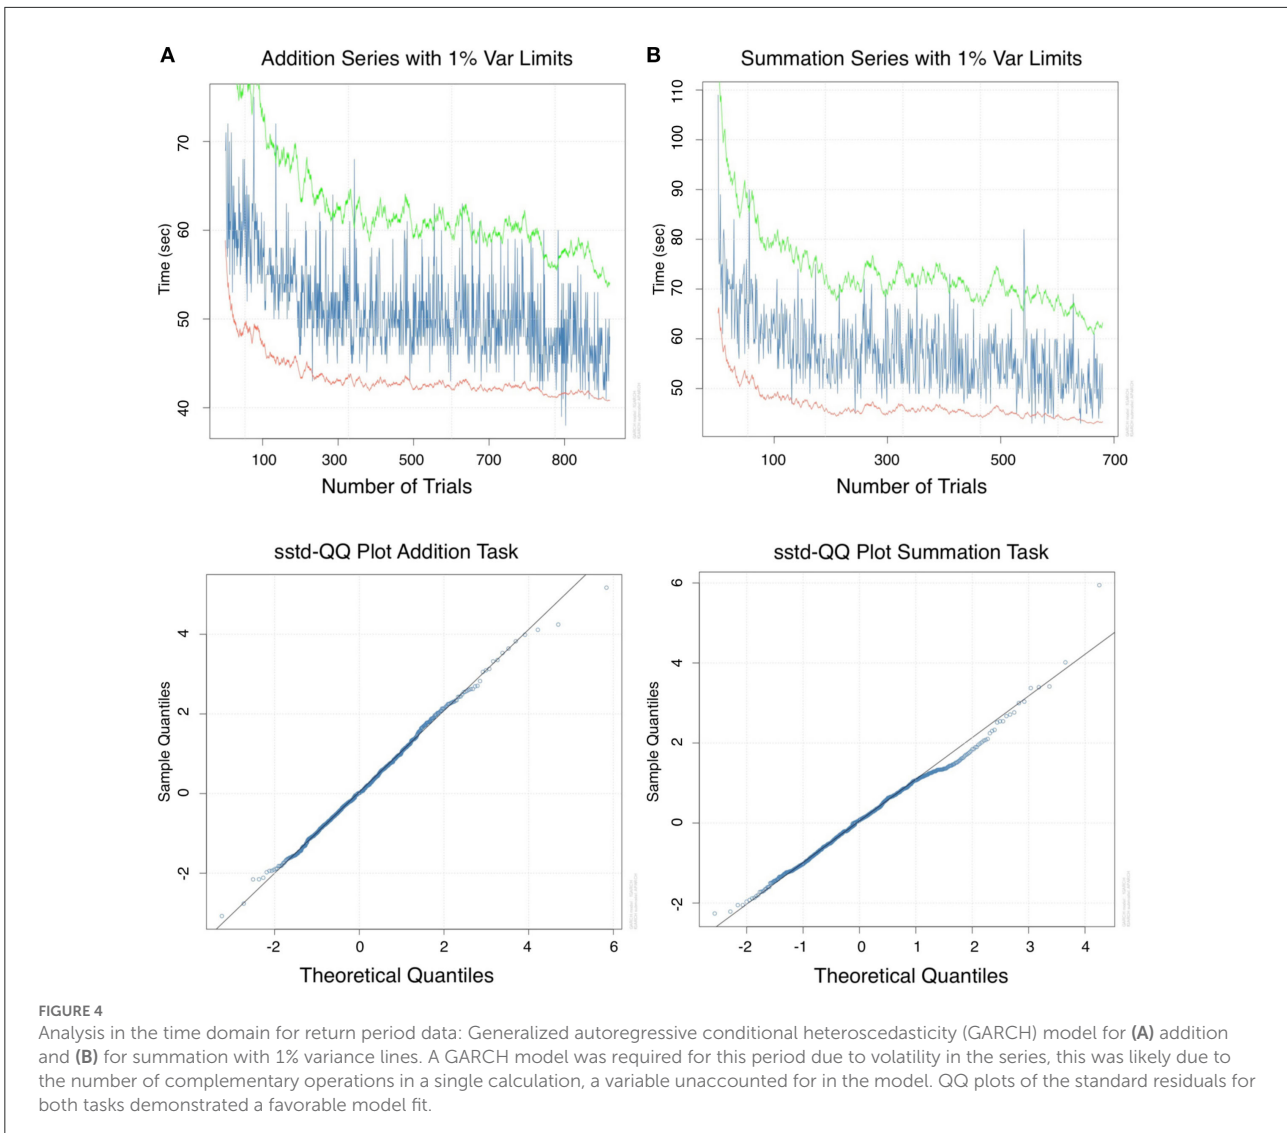 A Addition Series with 1% Var Limits
Time (sec)
70
60
50
40
100 300 500 700 800
Number of Trials
B Summation Series with 1% Var Limits
Time (sec)
110
100
90
80
70
60
50
100 300 500 700
Number of Trials
sstd-QQ Plot Addition Task
Sample Quantiles
4
2
0
-2
-2 0 2 4 6
Theoretical Quantiles
sstd-QQ Plot Summation Task
Sample Quantiles
6
4
2
0
-2
-2 -1 0 1 2 3 4
Theoretical Quantiles
FIGURE 4
Analysis in the time domain for return period data: Generalized autoregressive conditional heteroscedasticity (GARCH) model for (A) addition
and (B) for summation with 1% variance lines. A GARCH model was required for this period due to volatility in the series, this was likely due to
the number of complementary operations in a single calculation, a variable unaccounted for in the model. QQ plots of the standard residuals for
both tasks demonstrated a favorable model fit.